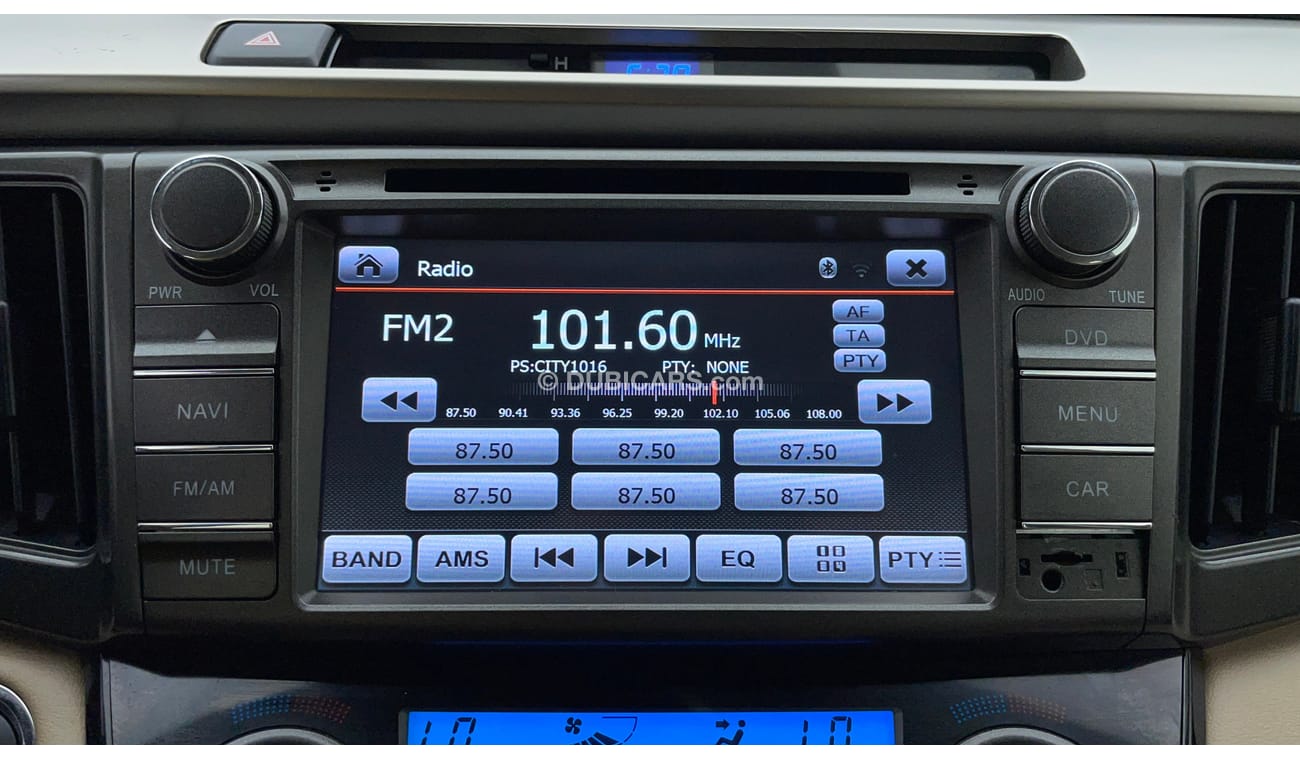 H
Radio
PWR VOL
AUDIO TUNE
FM2 101.60 MHz
AF
TA
PTY
PS:CITY1016 PTY: NONE
© DUBICARS.com
87.50 90.41 93.36 96.25 99.20 102.10 105.06 108.00
87.50 87.50 87.50
87.50 87.50 87.50
BAND AMS EQ PTY
NAVI
FM/AM
MUTE
DVD
MENU
CAR
10 10